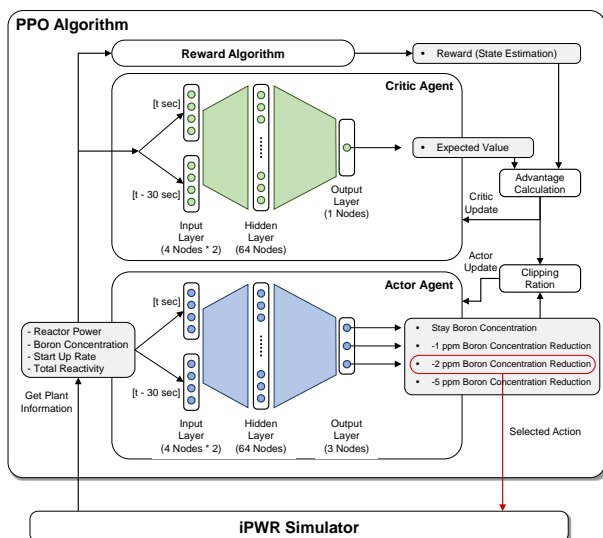 PPO Algorithm
Reward Algorithm
• Reward (State Estimation)
Critic Agent
[t sec]
[t - 30 sec]
Input
Layer
(4 Nodes * 2)
Hidden
Layer
(64 Nodes)
Output
Layer
(1 Nodes)
• Expected Value
Advantage
Calculation
Critic
Update
Actor
Update
Clipping
Ration
Actor Agent
[t sec]
[t - 30 sec]
Input
Layer
(4 Nodes * 2)
Hidden
Layer
(64 Nodes)
Output
Layer
(3 Nodes)
- Reactor Power
- Boron Concentration
- Start Up Rate
- Total Reactivity
Get Plant
Information
• Stay Boron Concentration
• -1 ppm Boron Concentration Reduction
• -2 ppm Boron Concentration Reduction
• -5 ppm Boron Concentration Reduction
Selected Action
iPWR Simulator